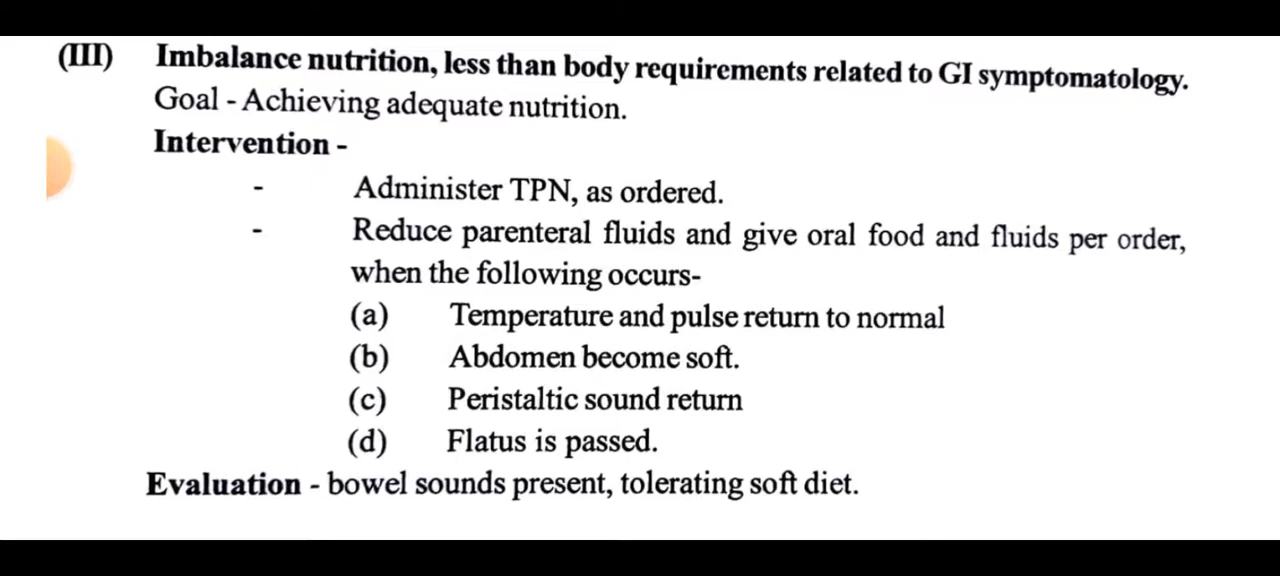 (III) Imbalance nutrition, less than body requirements related to GI symptomatology.
Goal - Achieving adequate nutrition.
Intervention -
- Administer TPN, as ordered.
- Reduce parenteral fluids and give oral food and fluids per order,
when the following occurs-
(a) Temperature and pulse return to normal
(b) Abdomen become soft.
(c) Peristaltic sound return
(d) Flatus is passed.
Evaluation - bowel sounds present, tolerating soft diet.